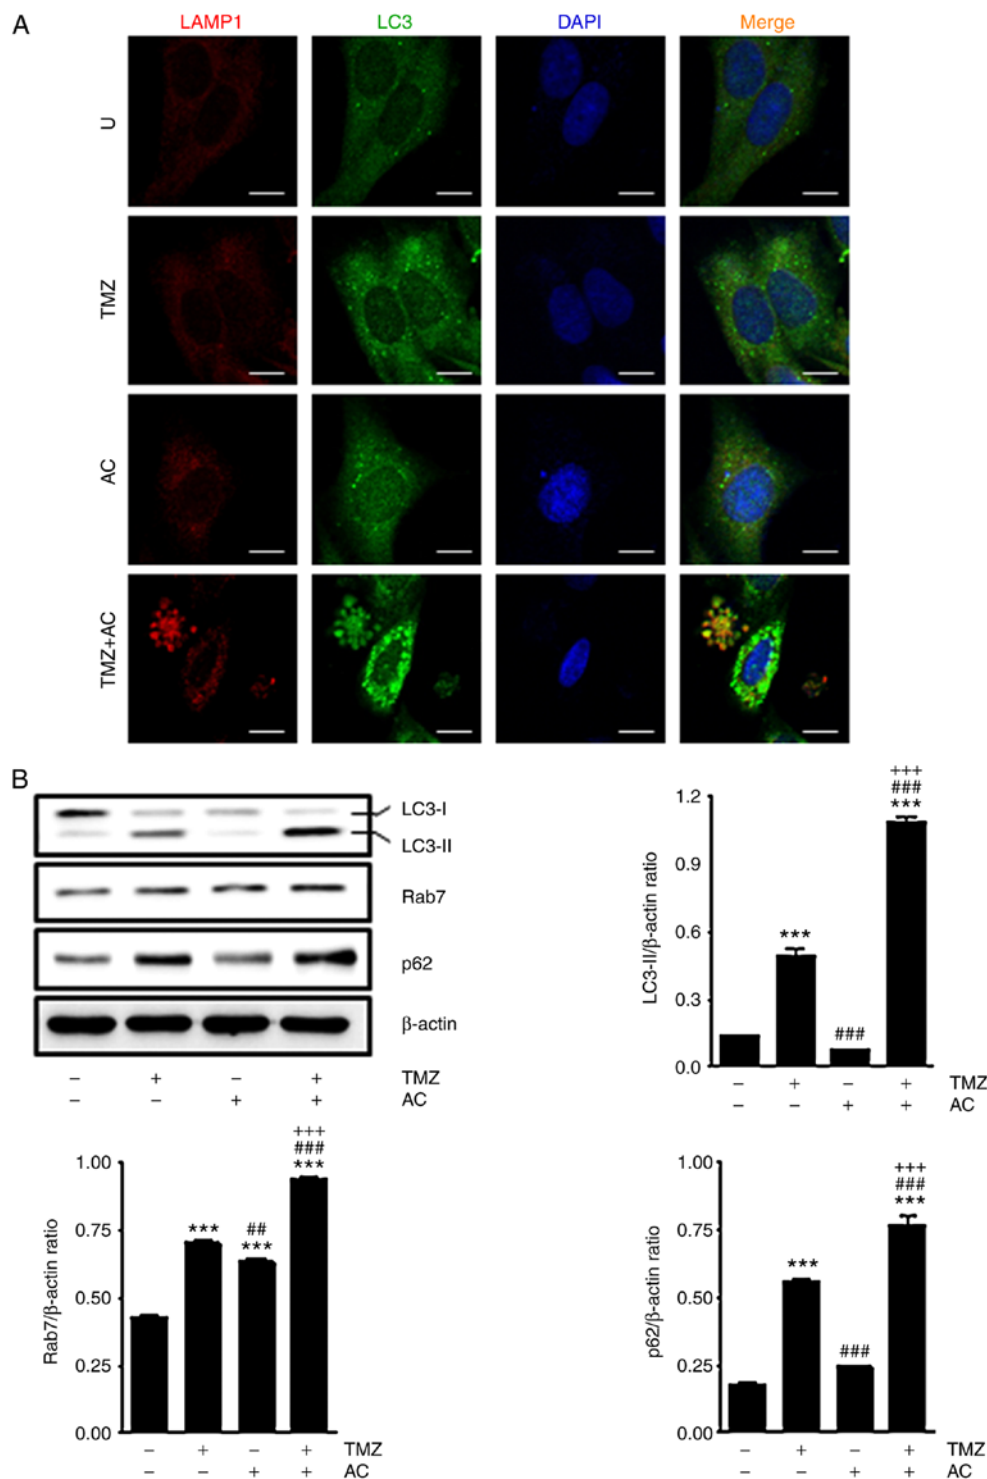 A
LAMP1 LC3 DAPI Merge
U
TMZ
AC
TMZ+AC
B
LC3-I
LC3-II
Rab7
p62
β-actin
– + – + TMZ
– – + + AC
LC3-II/β-actin ratio
1.2
0.9
0.6
0.3
0.0
***
###
+++
###
***
– + – + TMZ
– – + + AC
Rab7/β-actin ratio
1.00
0.75
0.50
0.25
0.00
***
##
***
+++
###
***
– + – + TMZ
– – + + AC
p62/β-actin ratio
1.00
0.75
0.50
0.25
0.00
***
###
+++
###
***
– + – + TMZ
– – + + AC